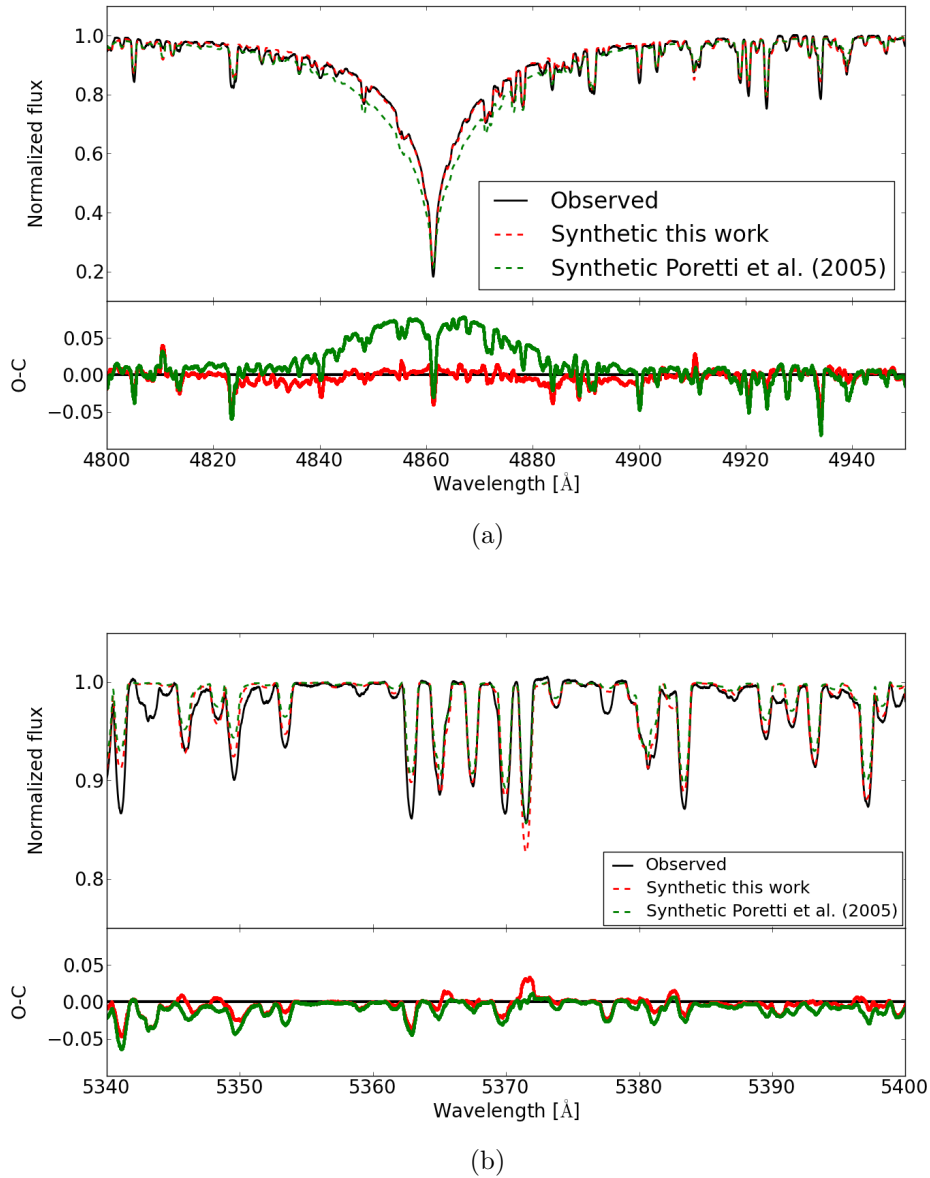 1.0
0.8
0.6
0.4
0.2
Normalized flux
Observed
Synthetic this work
Synthetic Poretti et al. (2005)
0.05
0.00
−0.05
O-C
4800 4820 4840 4860 4880 4900 4920 4940
Wavelength [Å]
(a)
1.0
0.9
0.8
Normalized flux
Observed
Synthetic this work
Synthetic Poretti et al. (2005)
0.05
0.00
−0.05
O-C
5340 5350 5360 5370 5380 5390 5400
Wavelength [Å]
(b)